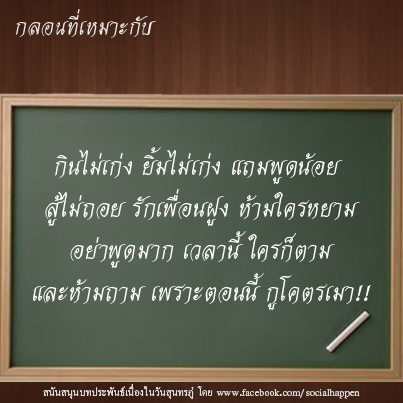 กลอนที่เหมาะกับ
กินไม่เก่ง ยิ้มไม่เก่ง แถมพูดน้อย
สู้ไม่ถอย รักเพื่อนฝูง ห้ามใครหยาม
อย่าพูดมาก เวลานี้ ใครก็ตาม
และห้ามถาม เพราะตอนนี้ กูโคตรเมา!!
สนันสนุนบทประพันธ์เนื่องในวันสุนทรภู่ โดย www.facebook.com/socialhappen